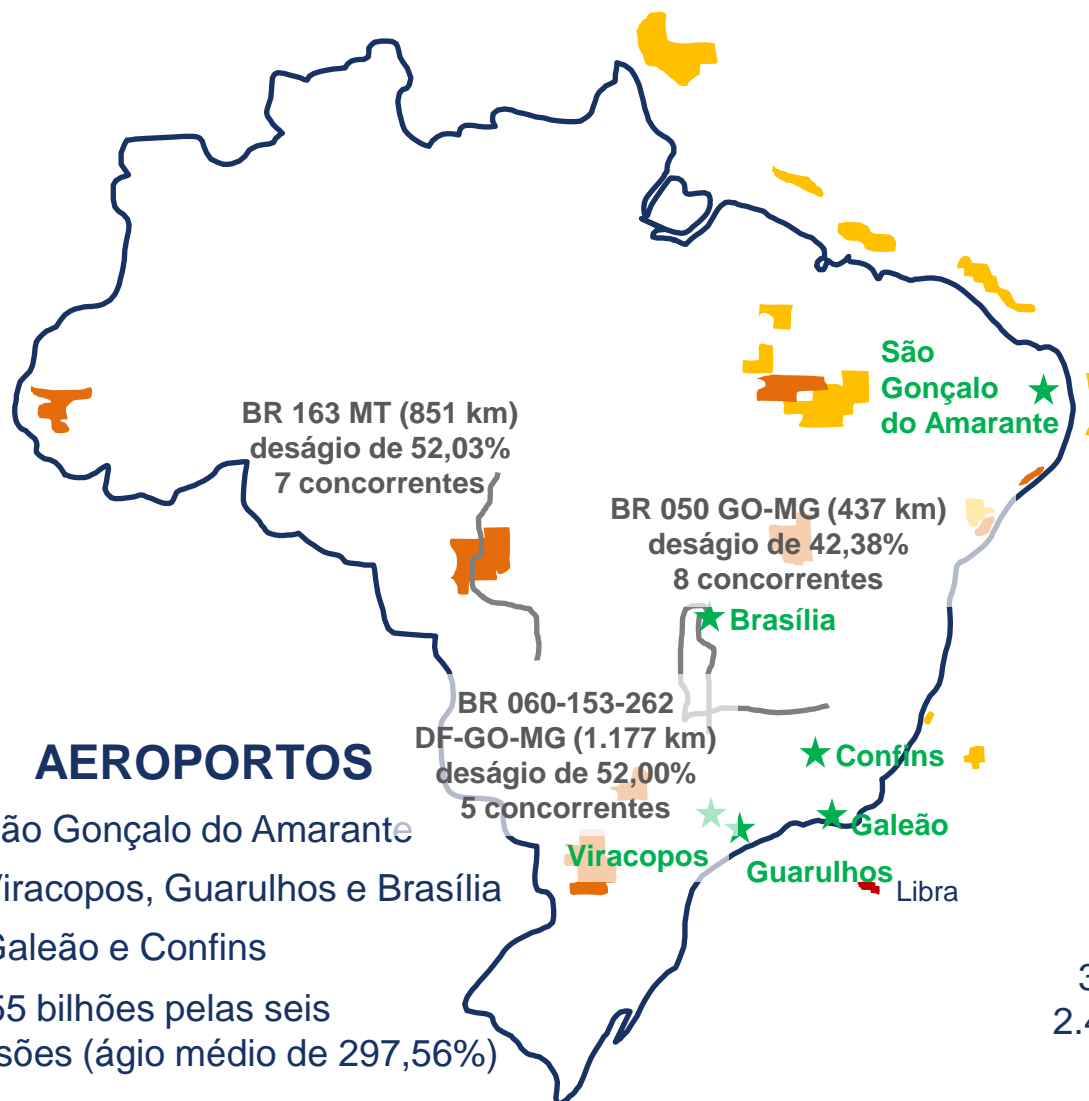 São
Gonçalo
do Amarante
BR 163 MT (851 km)
deságio de 52,03%
7 concorrentes
BR 050 GO-MG (437 km)
deságio de 42,38%
8 concorrentes
Brasília
BR 060-153-262
DF-GO-MG (1.177 km)
deságio de 52,00%
5 concorrentes
Confins
Galeão
Viracopos
Guarulhos
Libra
AEROPORTOS
ão Gonçalo do Amarante
Viracopos, Guarulhos e Brasília
Galeão e Confins
55 bilhões pelas seis
sões (ágio médio de 297,56%)
3
2.4